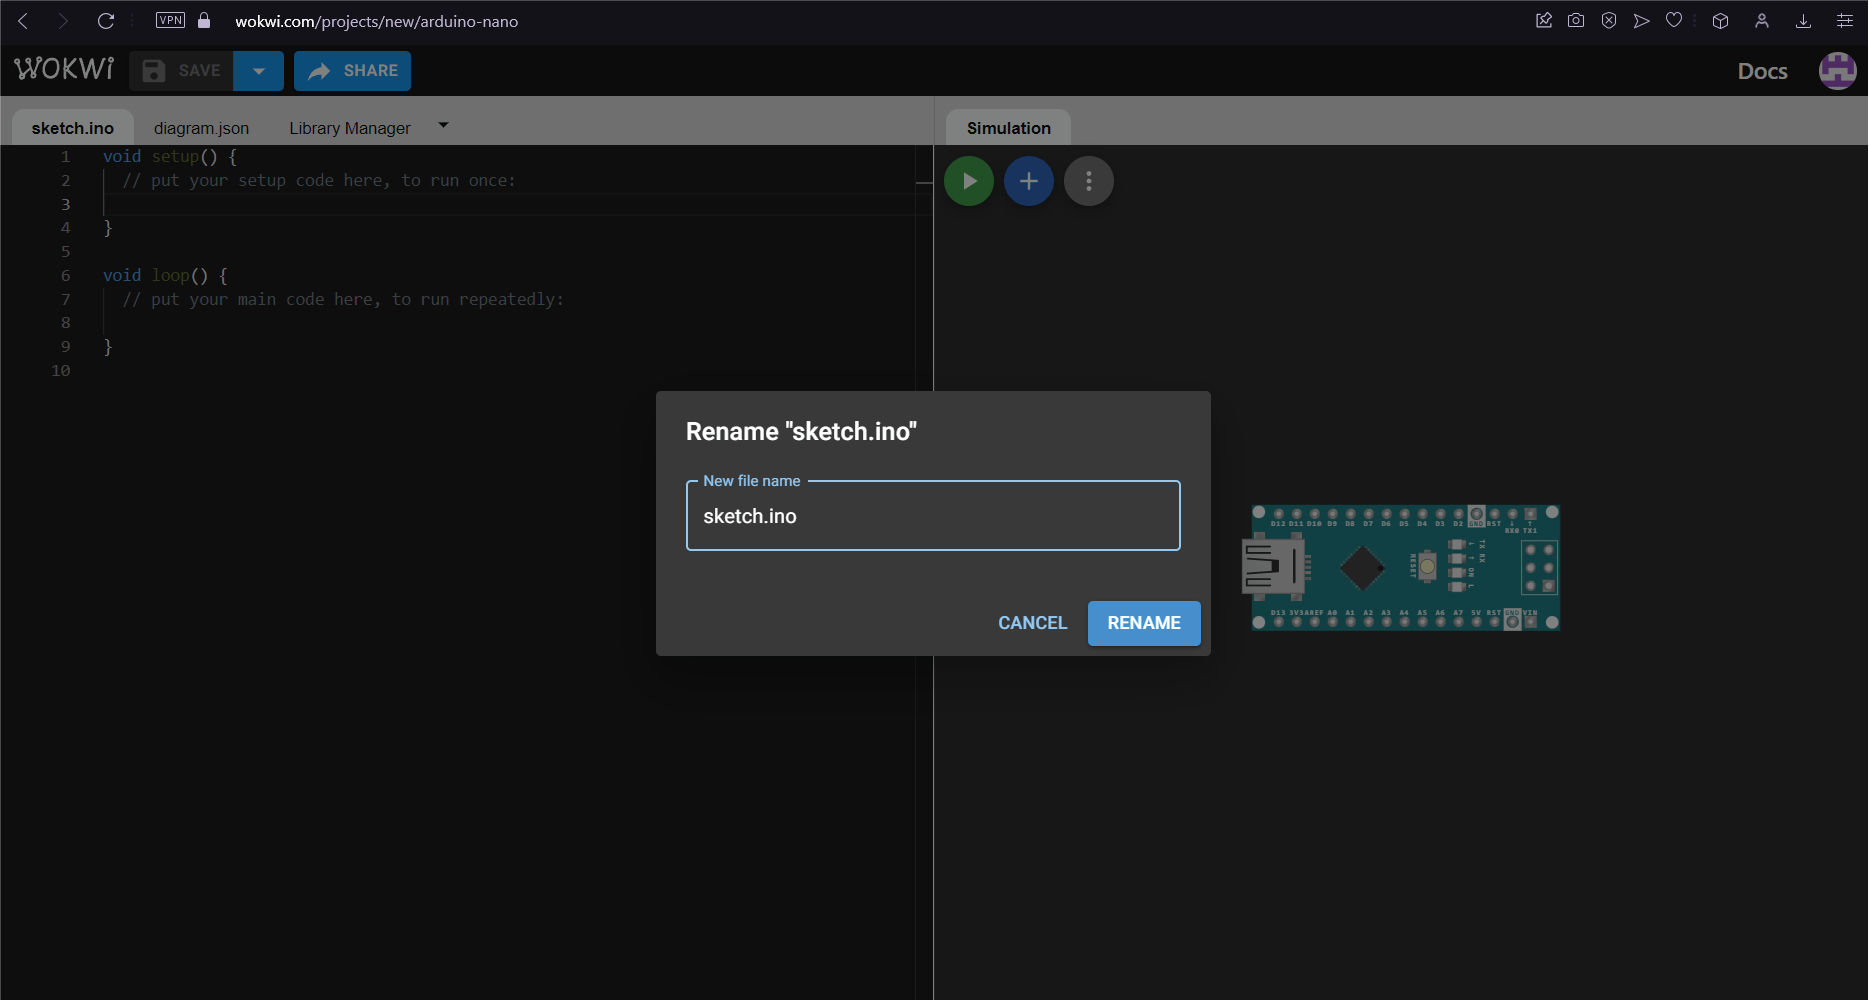 VPN wokwi.com/projects/new/arduino-nano
WOKWi SAVE SHARE Docs
sketch.ino diagram.json Library Manager Simulation
1 void setup() {
2 // put your setup code here, to run once:
3
4 }
5
6 void loop() {
7 // put your main code here, to run repeatedly:
8
9 }
10
Rename "sketch.ino"
New file name
sketch.ino
CANCEL RENAME
D12 D11 D10 D9 D8 D7 D6 D5 D4 D3 D2 GND RST
RX0 TX1
TX RX
RESET
ON L
D13 3V3 AREF A0 A1 A2 A3 A4 A5 A6 A7 5V RST GND VIN